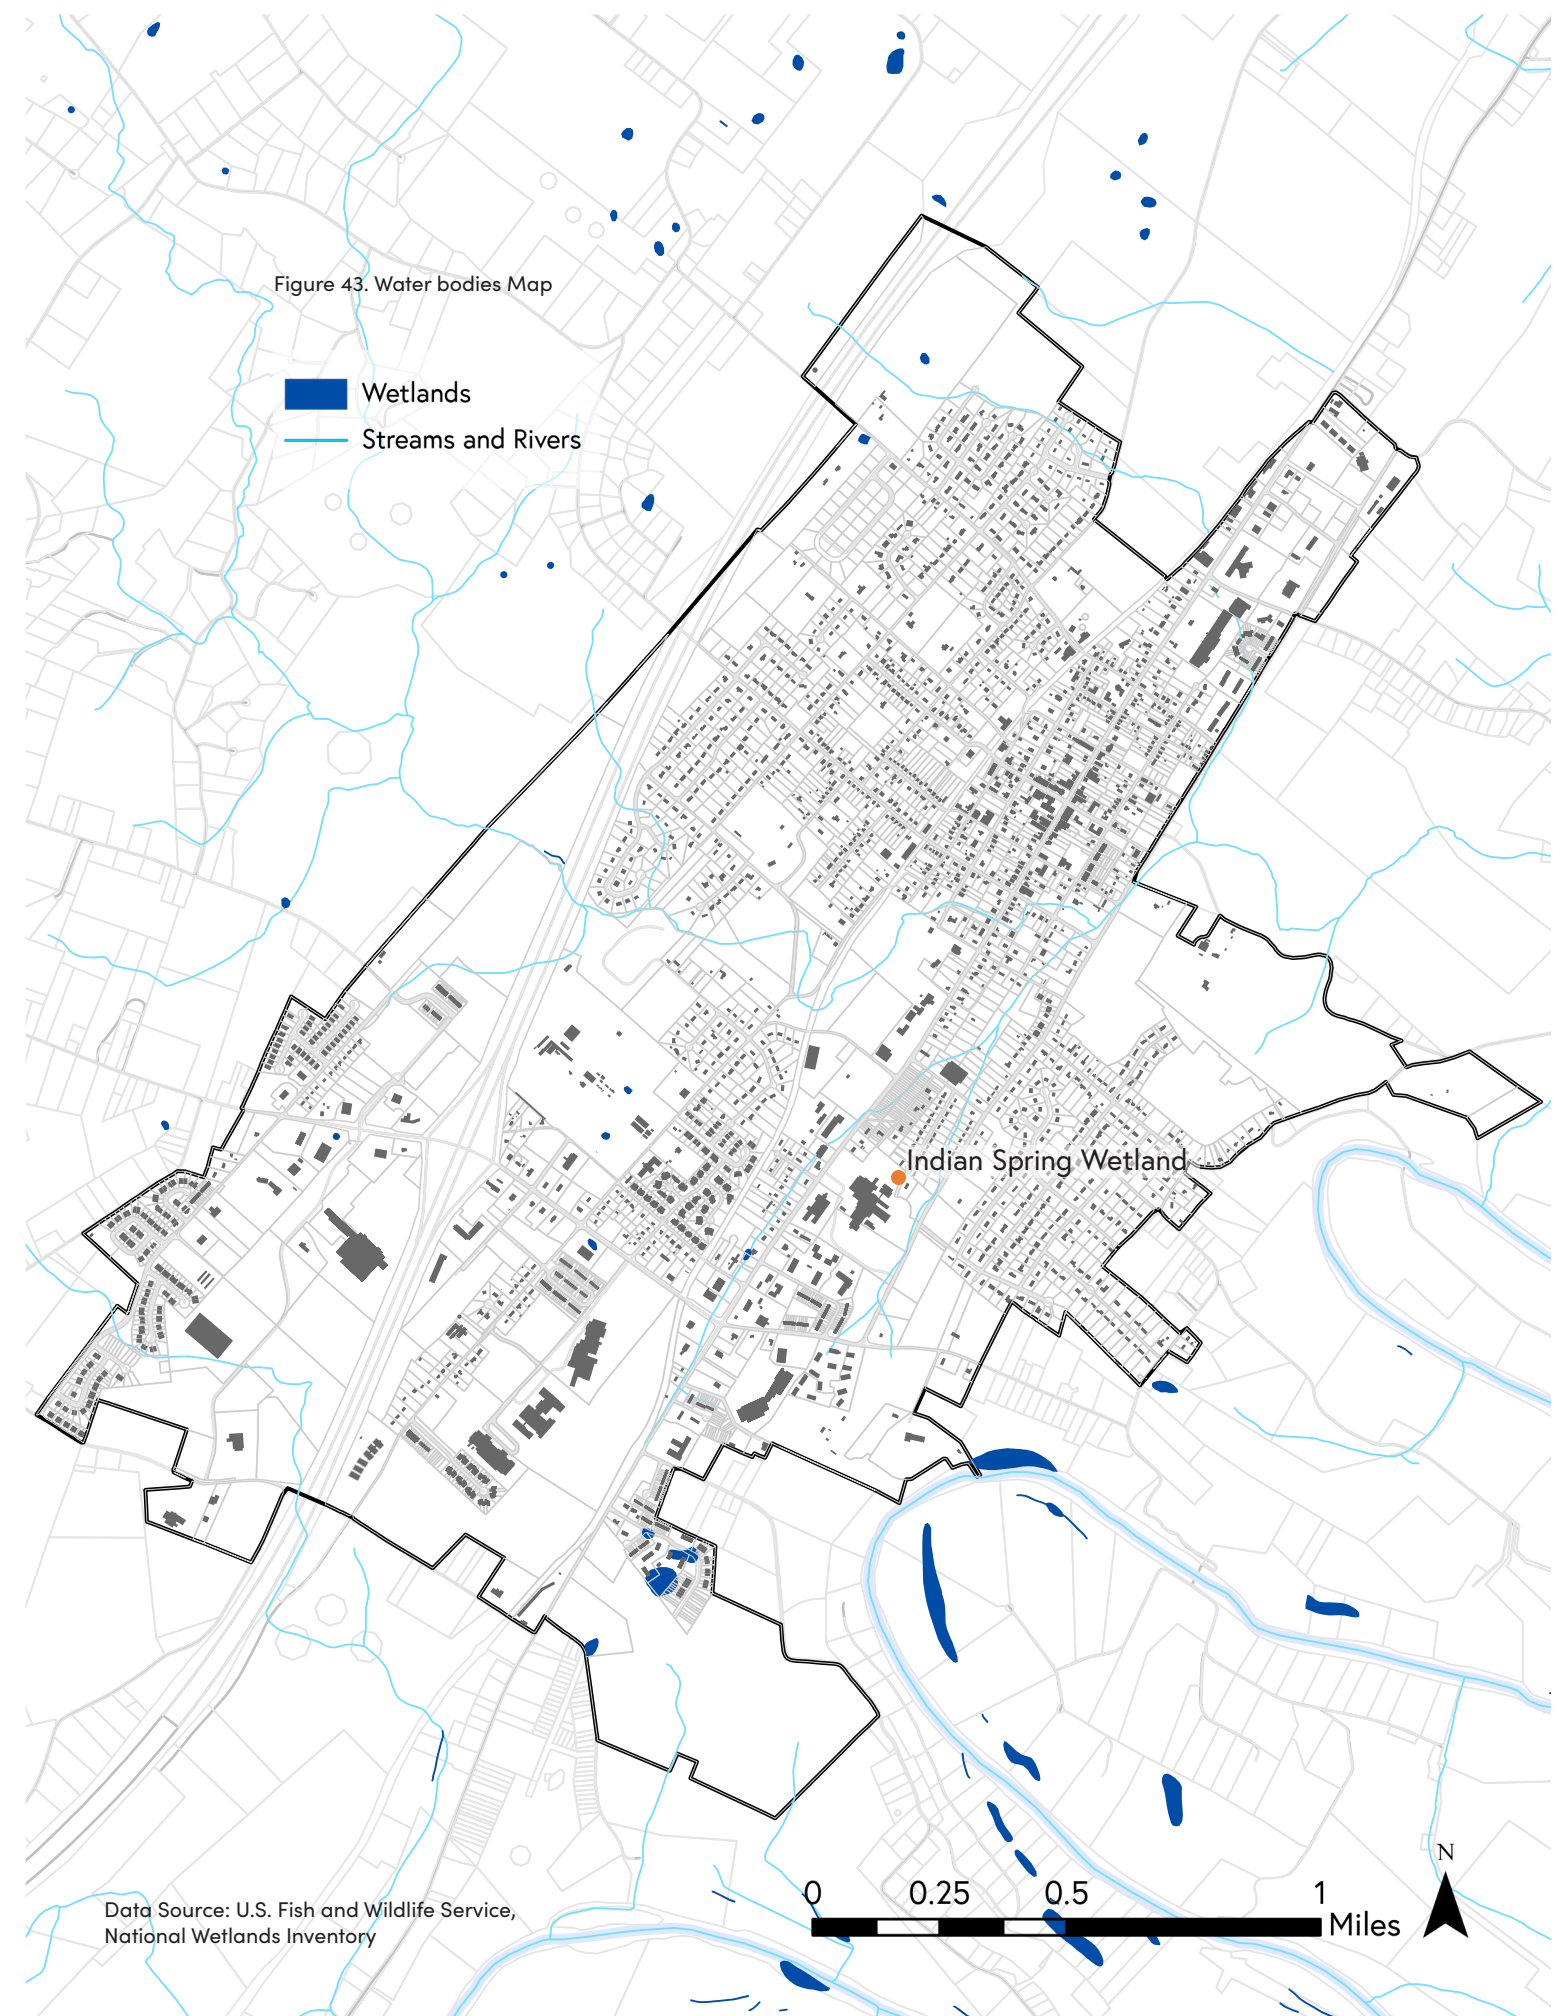 Figure 43. Water bodies Map
Wetlands
Streams and Rivers
Indian Spring Wetland
N
0 0.25 0.5 1
Miles
Data Source: U.S. Fish and Wildlife Service,
National Wetlands Inventory